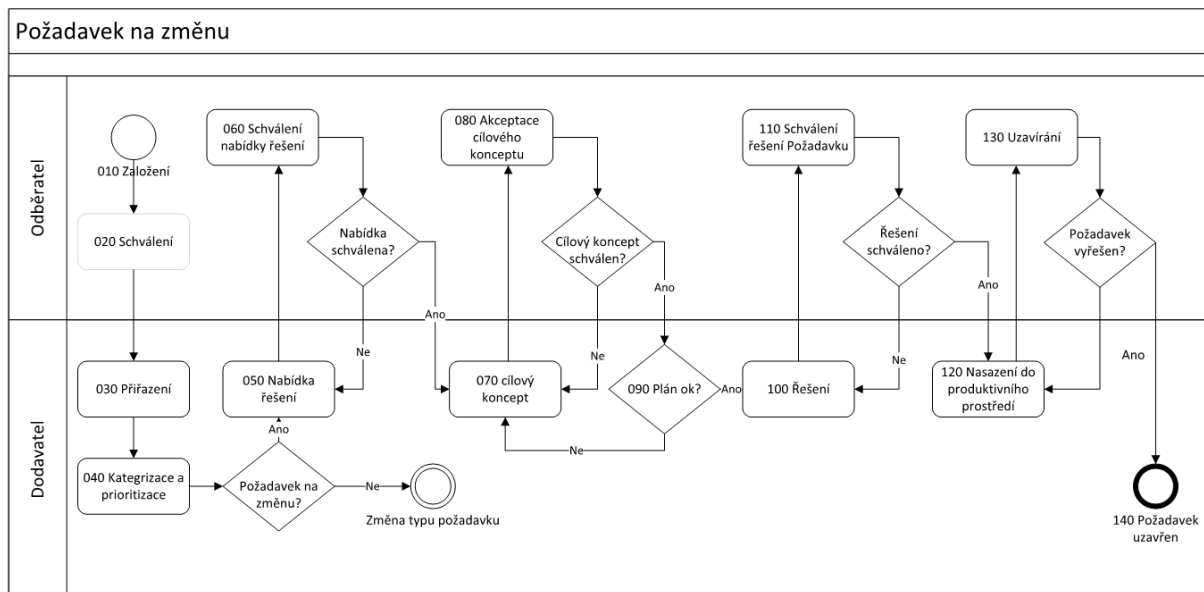 Požadavek na změnu
Odběratel
010 Založení
020 Schválení
060 Schválení
nabídky řešení
Nabídka
schválena?
080 Akceptace
cílového
konceptu
Cílový koncept
schválen?
110 Schválení
řešení Požadavku
Řešení
schváleno?
130 Uzavírání
Požadavek
vyřešen?
Ano
Ano
Ano
Ne
Ne
Ne
Ano
Dodavatel
030 Přiřazení
040 Kategrizace a
prioritizace
Požadavek na
změnu?
Ano
050 Nabídka
řešení
Ne
Změna typu požadavku
070 cílový
koncept
Ne
090 Plán ok?
Ano
100 Řešení
120 Nasazení do
produktivního
prostředí
140 Požadavek
uzavřen